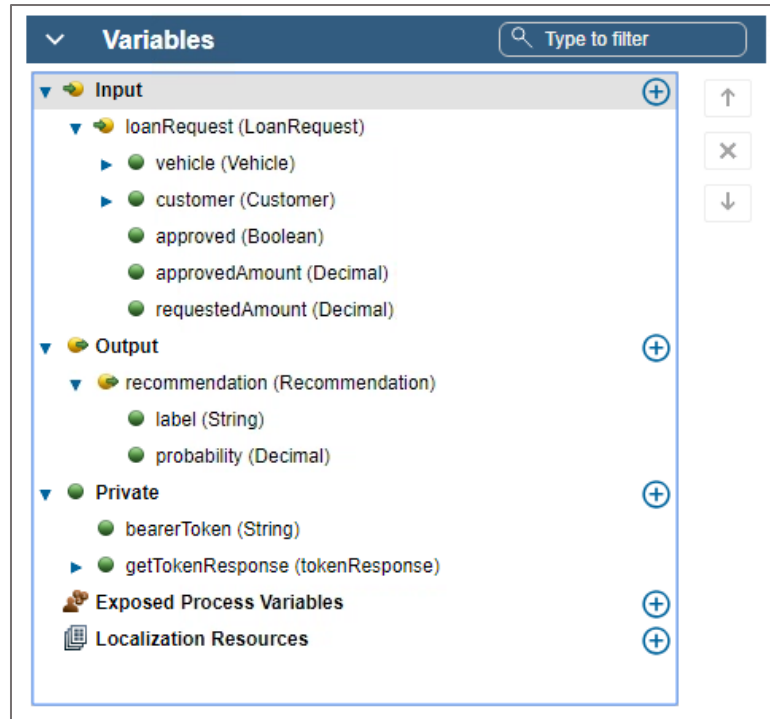 Variables
Type to filter
Input
loanRequest (LoanRequest)
vehicle (Vehicle)
customer (Customer)
approved (Boolean)
approvedAmount (Decimal)
requestedAmount (Decimal)
Output
recommendation (Recommendation)
label (String)
probability (Decimal)
Private
bearerToken (String)
getTokenResponse (tokenResponse)
Exposed Process Variables
Localization Resources